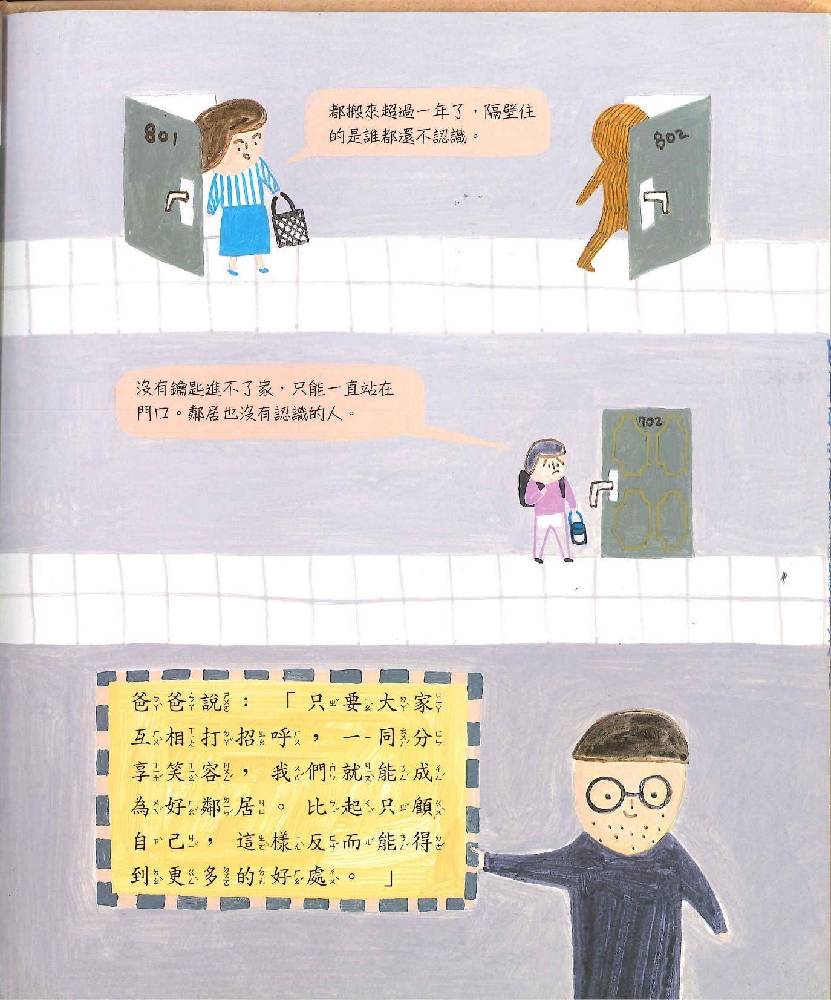 801
都搬來超過一年了，隔壁住
的是誰都還不認識。
802
沒有鑰匙進不了家，只能一直站在
門口。鄰居也沒有認識的人。
702
爸爸說：「只要大家
互相打招呼，一同分
享笑容，我們就能成
為好鄰居。比起只顧
自己，這樣反而能得
到更多的好處。」